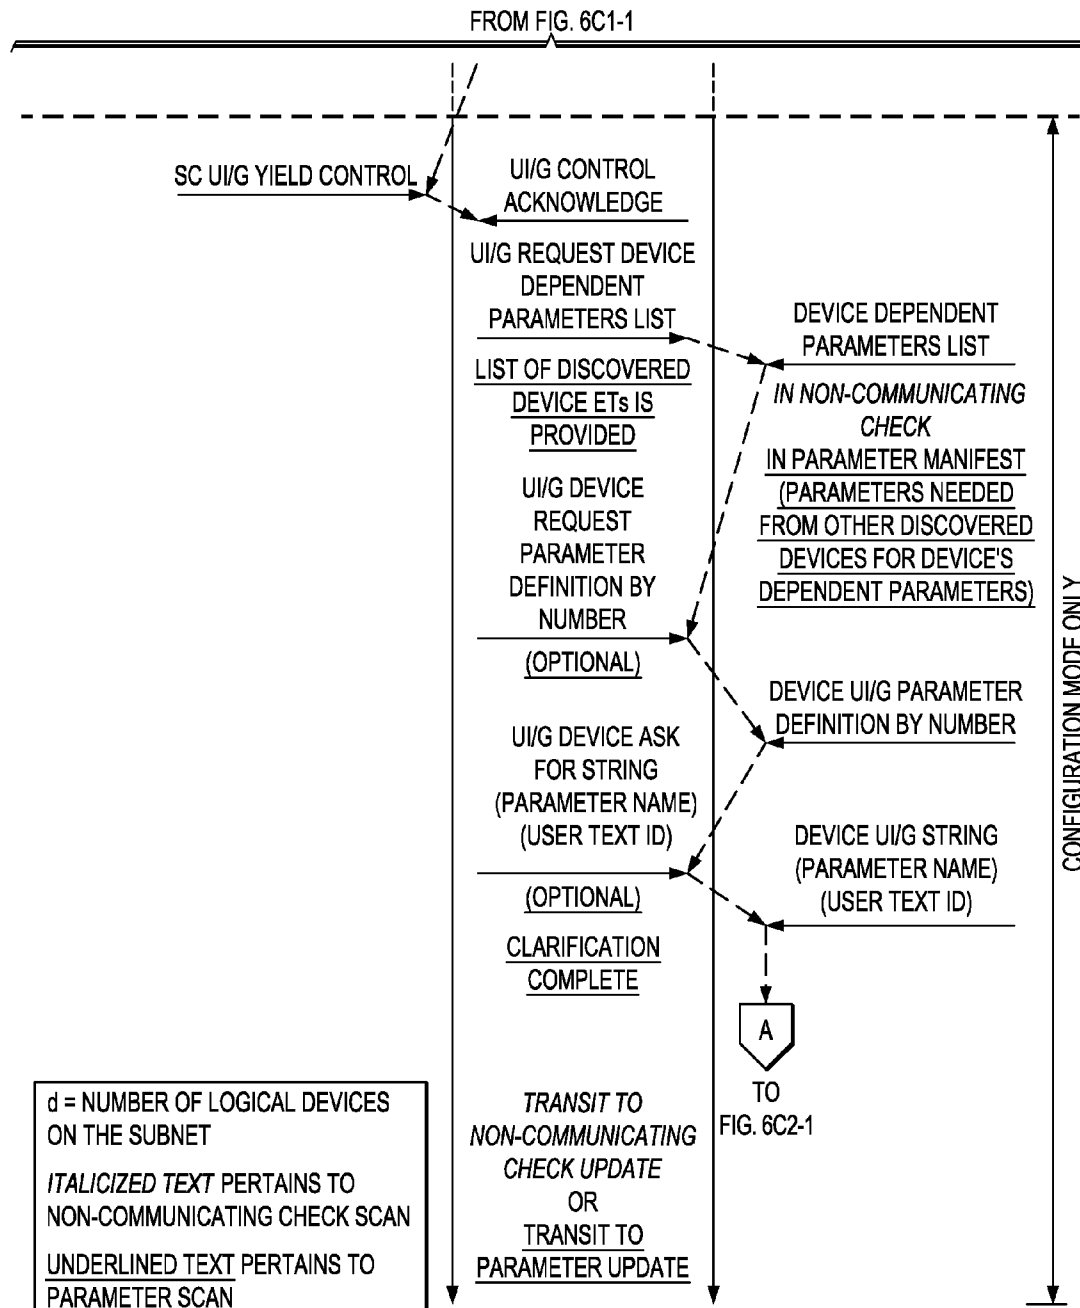 FROM FIG. 6C1-1
SC UI/G YIELD CONTROL
UI/G CONTROL
ACKNOWLEDGE
UI/G REQUEST DEVICE
DEPENDENT
PARAMETERS LIST
DEVICE DEPENDENT
PARAMETERS LIST
LIST OF DISCOVERED
DEVICE ETs IS
PROVIDED
IN NON-COMMUNICATING
CHECK
IN PARAMETER MANIFEST
(PARAMETERS NEEDED
FROM OTHER DISCOVERED
DEVICES FOR DEVICE'S
DEPENDENT PARAMETERS)
UI/G DEVICE
REQUEST
PARAMETER
DEFINITION BY
NUMBER
(OPTIONAL)
DEVICE UI/G PARAMETER
DEFINITION BY NUMBER
UI/G DEVICE ASK
FOR STRING
(PARAMETER NAME)
(USER TEXT ID)
(OPTIONAL)
DEVICE UI/G STRING
(PARAMETER NAME)
(USER TEXT ID)
CLARIFICATION
COMPLETE
A
TO
FIG. 6C2-1
CONFIGURATION MODE ONLY
TRANSIT TO
NON-COMMUNICATING
CHECK UPDATE
OR
TRANSIT TO
PARAMETER UPDATE
d = NUMBER OF LOGICAL DEVICES
ON THE SUBNET
ITALICIZED TEXT PERTAINS TO
NON-COMMUNICATING CHECK SCAN
UNDERLINED TEXT PERTAINS TO
PARAMETER SCAN